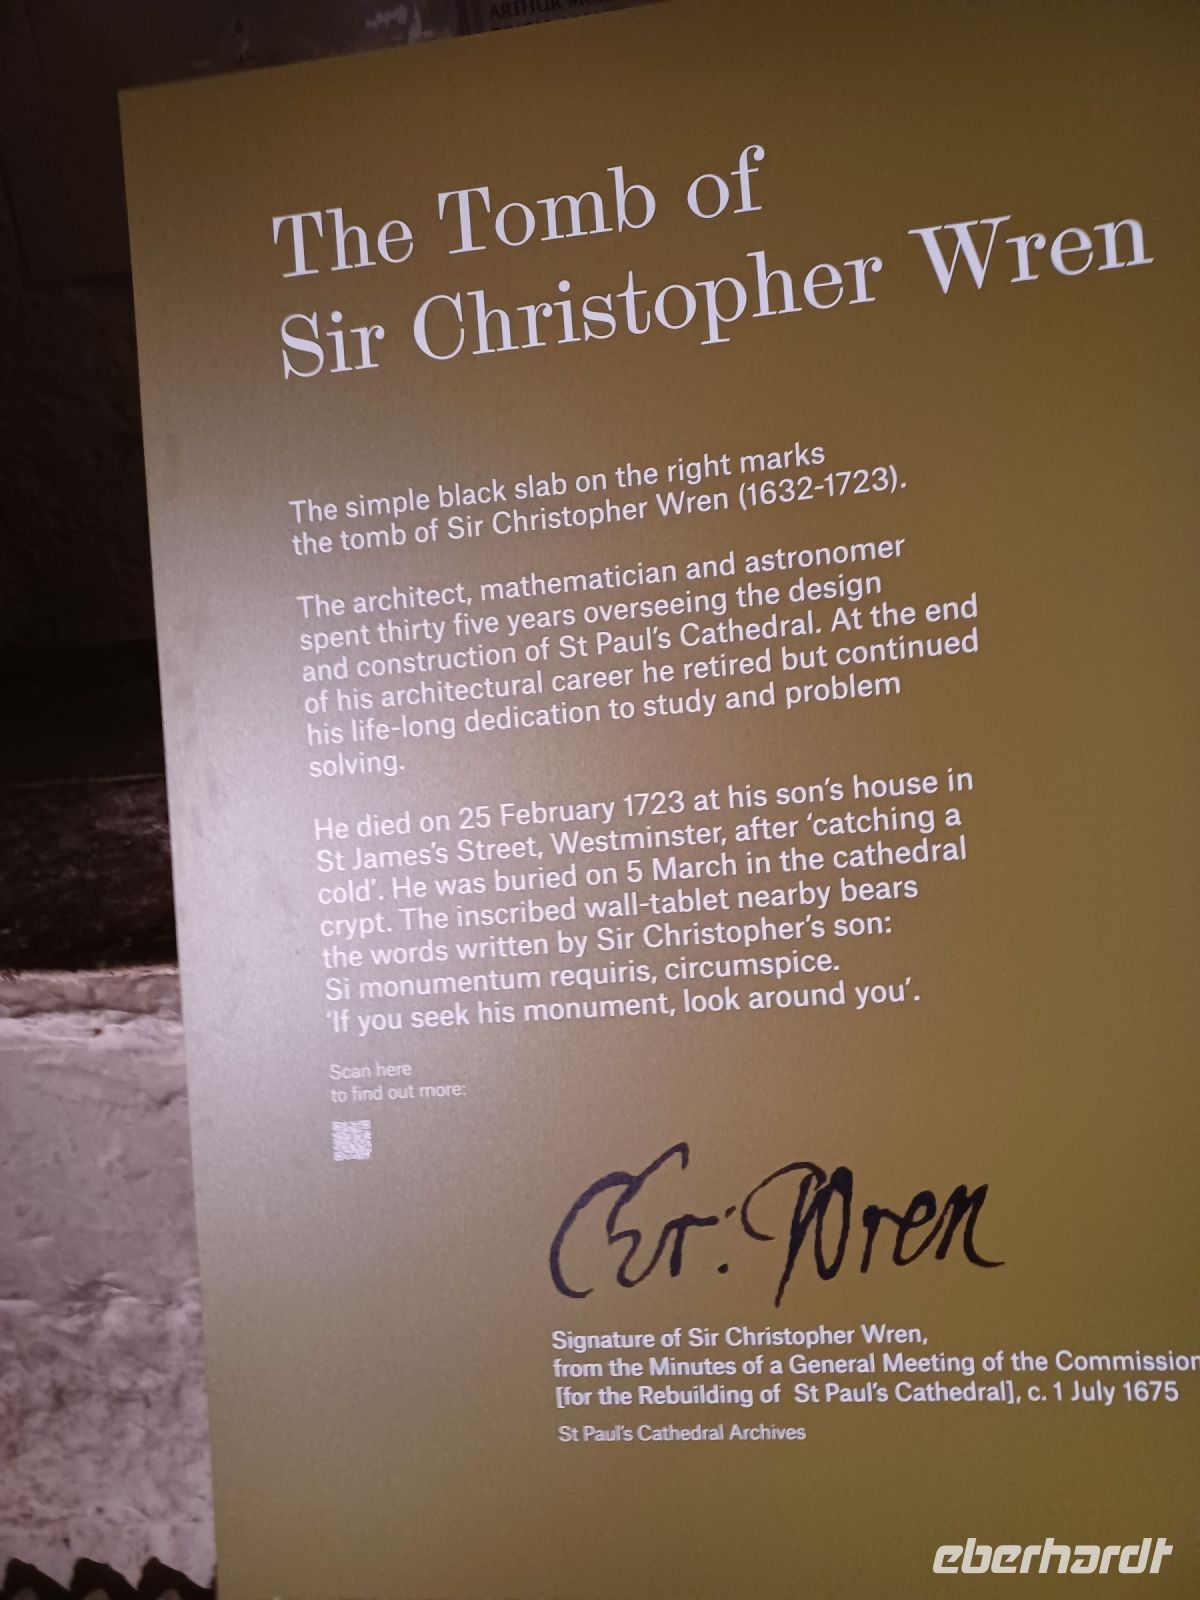 ARTHUR
The Tomb of
Sir Christopher Wren
The simple black slab on the right marks
the tomb of Sir Christopher Wren (1632-1723).
The architect, mathematician and astronomer
spent thirty five years overseeing the design
and construction of St Paul's Cathedral. At the end
of his architectural career he retired but continued
his life-long dedication to study and problem
solving.
He died on 25 February 1723 at his son's house in
St James's Street, Westminster, after 'catching a
cold'. He was buried on 5 March in the cathedral
crypt. The inscribed wall-tablet nearby bears
the words written by Sir Christopher's son:
Si monumentum requiris, circumspice.
'If you seek his monument, look around you'.
Scan here
to find out more:
Chr: Wren
Signature of Sir Christopher Wren,
from the Minutes of a General Meeting of the Commission
[for the Rebuilding of St Paul's Cathedral], c. 1 July 1675
St Paul's Cathedral Archives
eberhardt